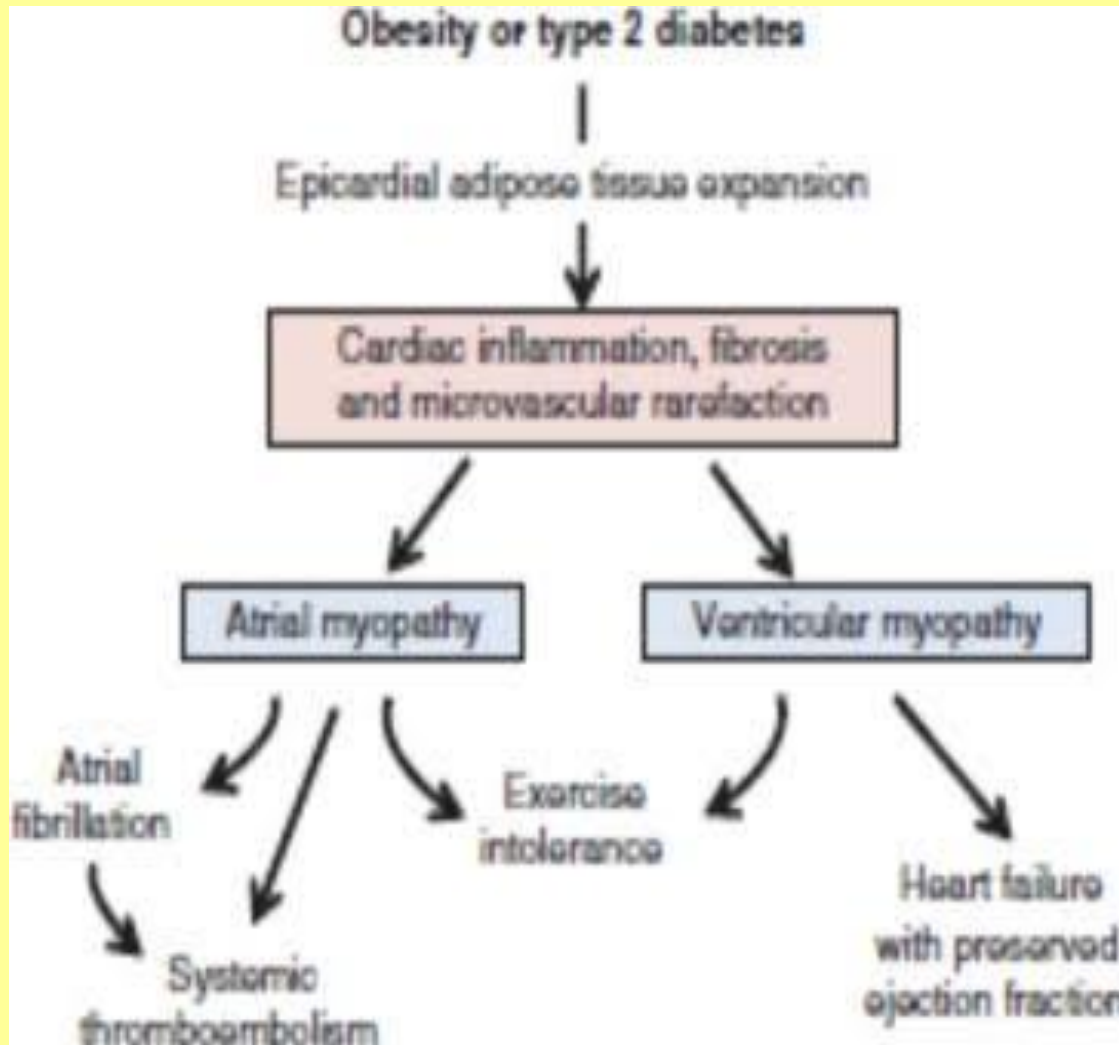 Obesity or type 2 diabetes
Epicardial adipose tissue expansion
Cardiac inflammation, fibrosis
and microvascular rarefaction
Atrial myopathy
Ventricular myopathy
Atrial
fibrillation
Exercise
intolerance
Heart failure
with preserved
ejection fraction
Systemic
thromboembolism